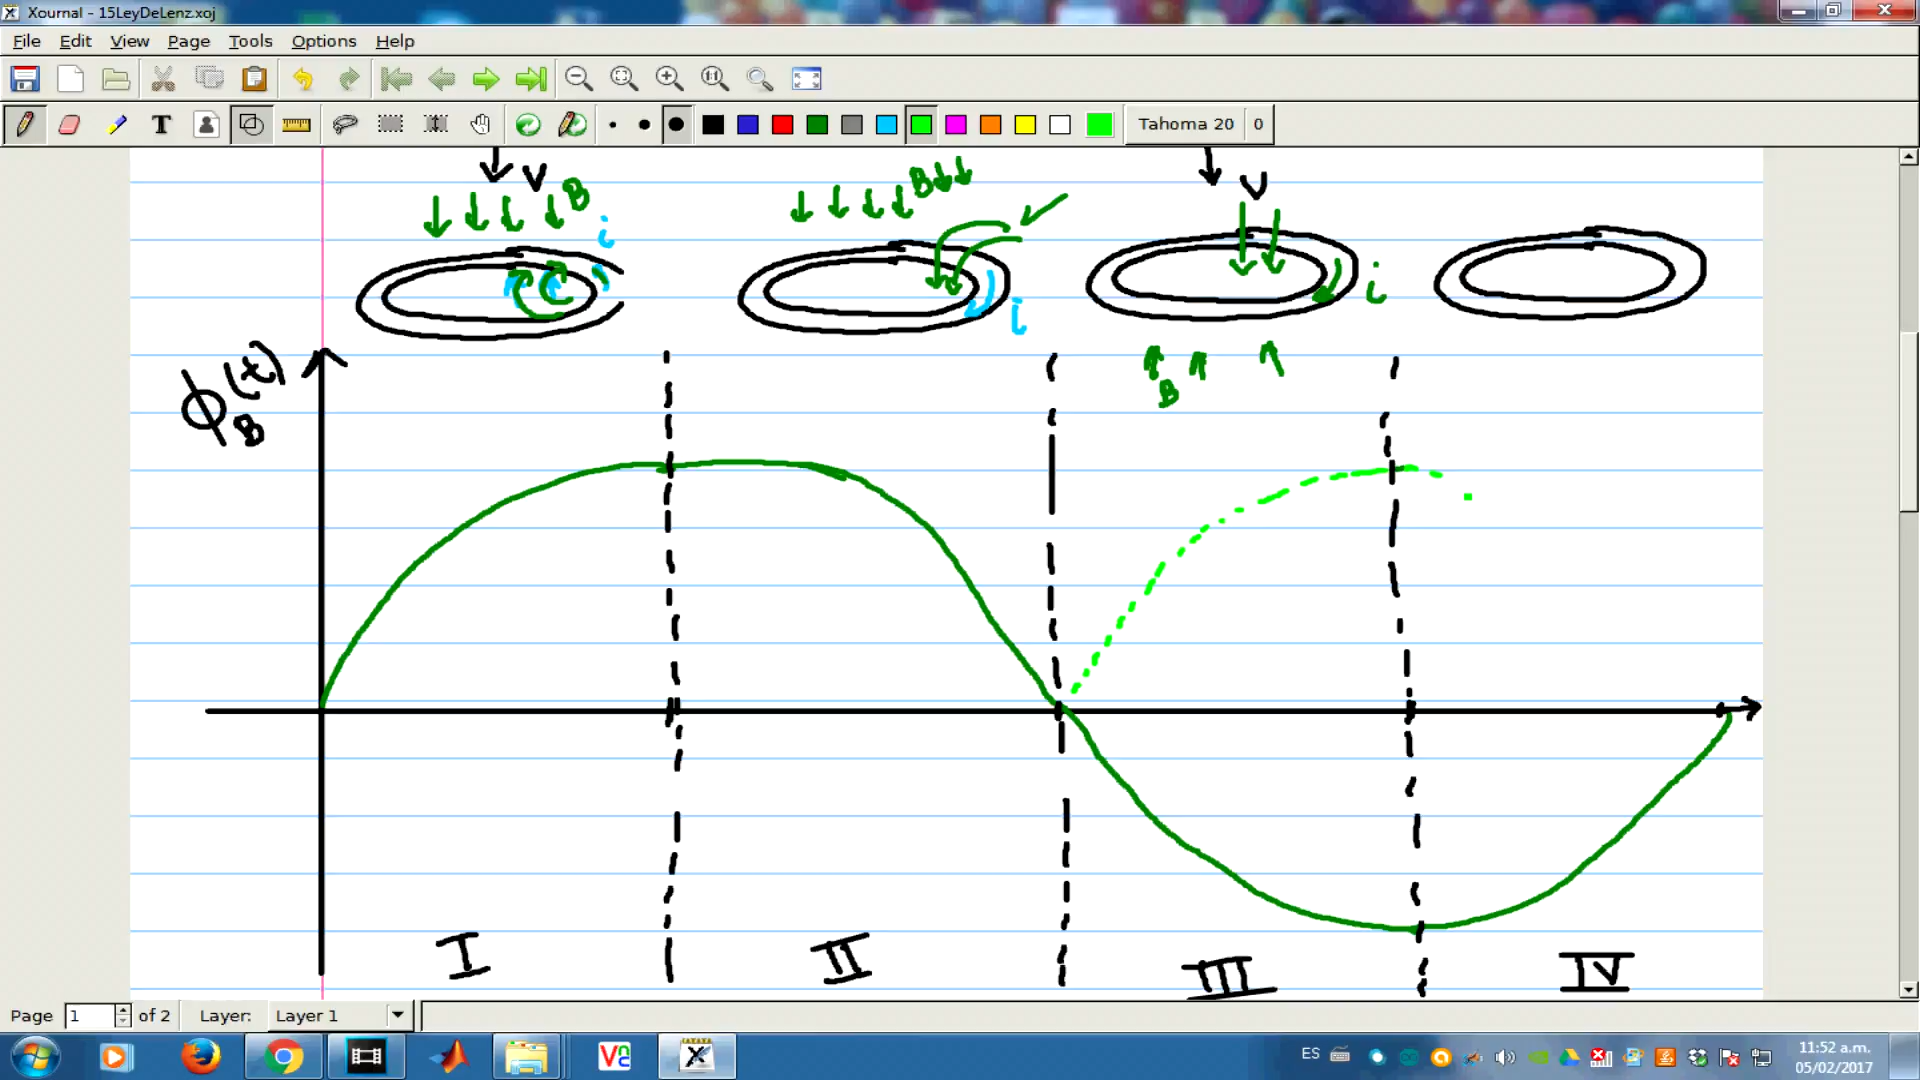 Xournal - 15LeyDeLenz.xoj
File Edit View Page Tools Options Help
T Tahoma 20 0
V V
B B
i i i
B
ϕB(t)
I II III IV
Page 1 of 2 Layer: Layer 1
ES 11:52 a.m.
05/02/2017